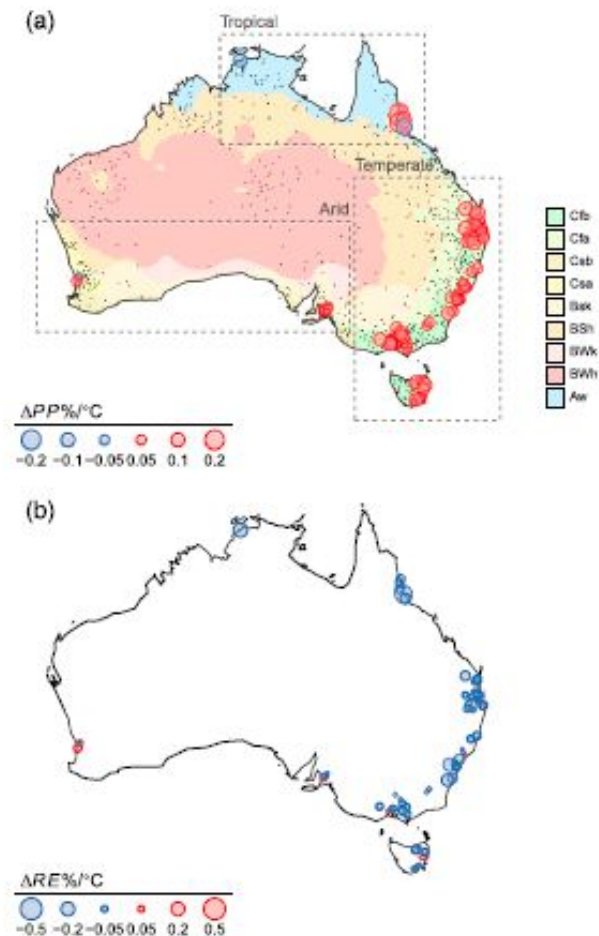 (a)
Tropical
Temperate
Arid
Cfb
Cfa
Csb
Csa
Bsk
BSh
BWk
BWh
Aw
ΔPP%/°C
−0.2 −0.1 −0.05 0.05 0.1 0.2
(b)
ΔRE%/°C
−0.5 −0.2 −0.05 0.05 0.2 0.5